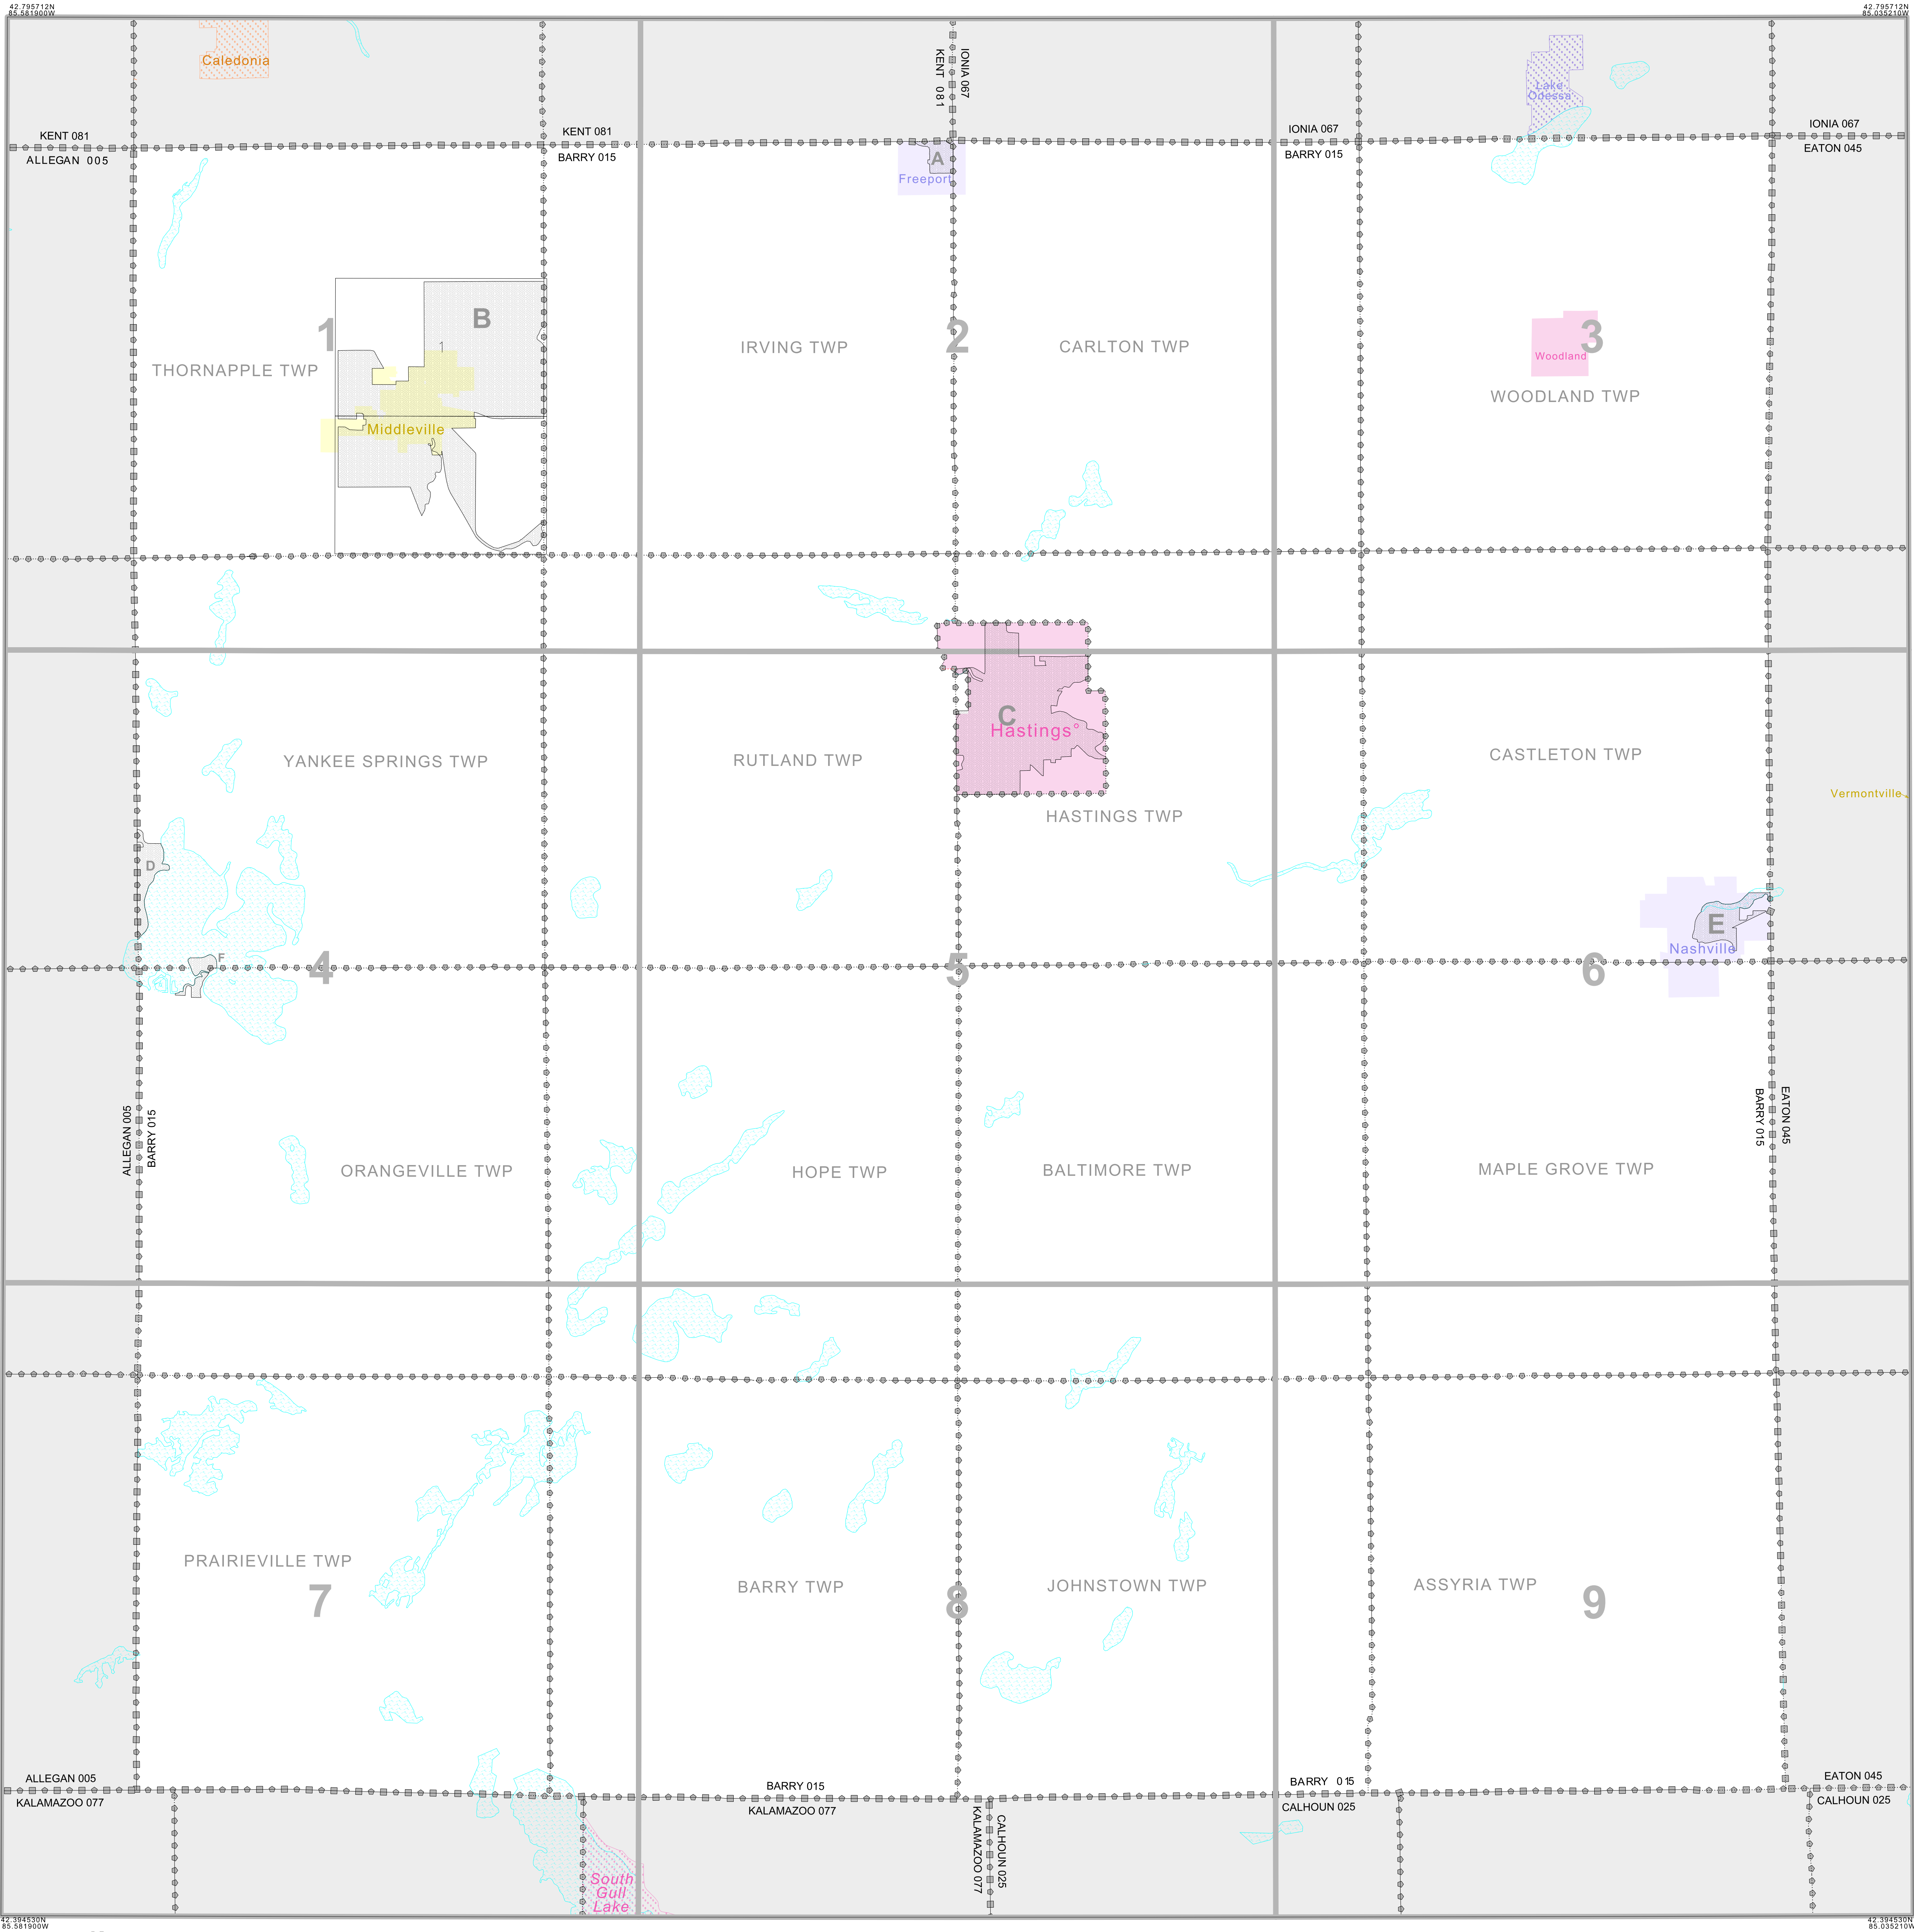 42.795712N
85.581900W
42.795712N
85.035210W
Caledonia
Lake
Odessa
KENT 081
IONIA 067
KENT 081
ALLEGAN 005
KENT 081
BARRY 015
IONIA 067
BARRY 015
IONIA 067
EATON 045
A
Freeport
B
1
1
2
3
THORNAPPLE TWP
IRVING TWP
CARLTON TWP
Woodland
WOODLAND TWP
Middleville
C
Hastings
YANKEE SPRINGS TWP
RUTLAND TWP
CASTLETON TWP
HASTINGS TWP
Vermontville
D
E
Nashville
F
4
5
6
ALLEGAN 005
BARRY 015
BARRY 015
EATON 045
ORANGEVILLE TWP
HOPE TWP
BALTIMORE TWP
MAPLE GROVE TWP
PRAIRIEVILLE TWP
BARRY TWP
JOHNSTOWN TWP
ASSYRIA TWP
7
8
9
ALLEGAN 005
KALAMAZOO 077
BARRY 015
KALAMAZOO 077
BARRY 015
CALHOUN 025
EATON 045
CALHOUN 025
KALAMAZOO 077
CALHOUN 025
South
Gull
Lake
42.394530N
85.581900W
42.394530N
85.035210W